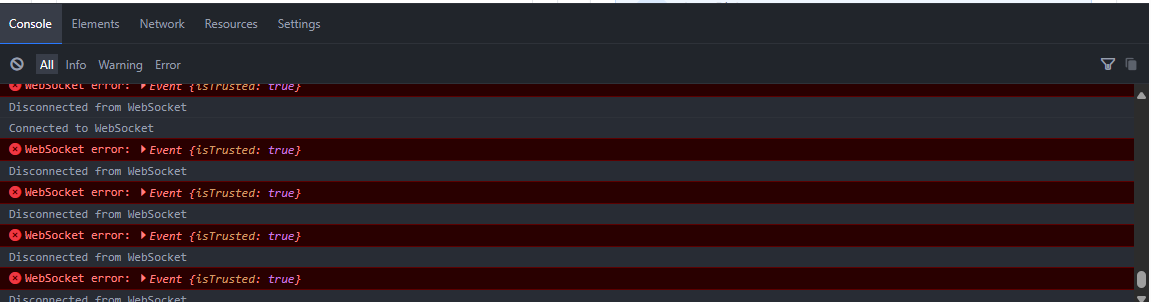 Console Elements Network Resources Settings
All Info Warning Error
WebSocket error: Event {isTrusted: true}
Disconnected from WebSocket
Connected to WebSocket
WebSocket error: Event {isTrusted: true}
Disconnected from WebSocket
WebSocket error: Event {isTrusted: true}
Disconnected from WebSocket
WebSocket error: Event {isTrusted: true}
Disconnected from WebSocket
WebSocket error: Event {isTrusted: true}
Disconnected from WebSocket